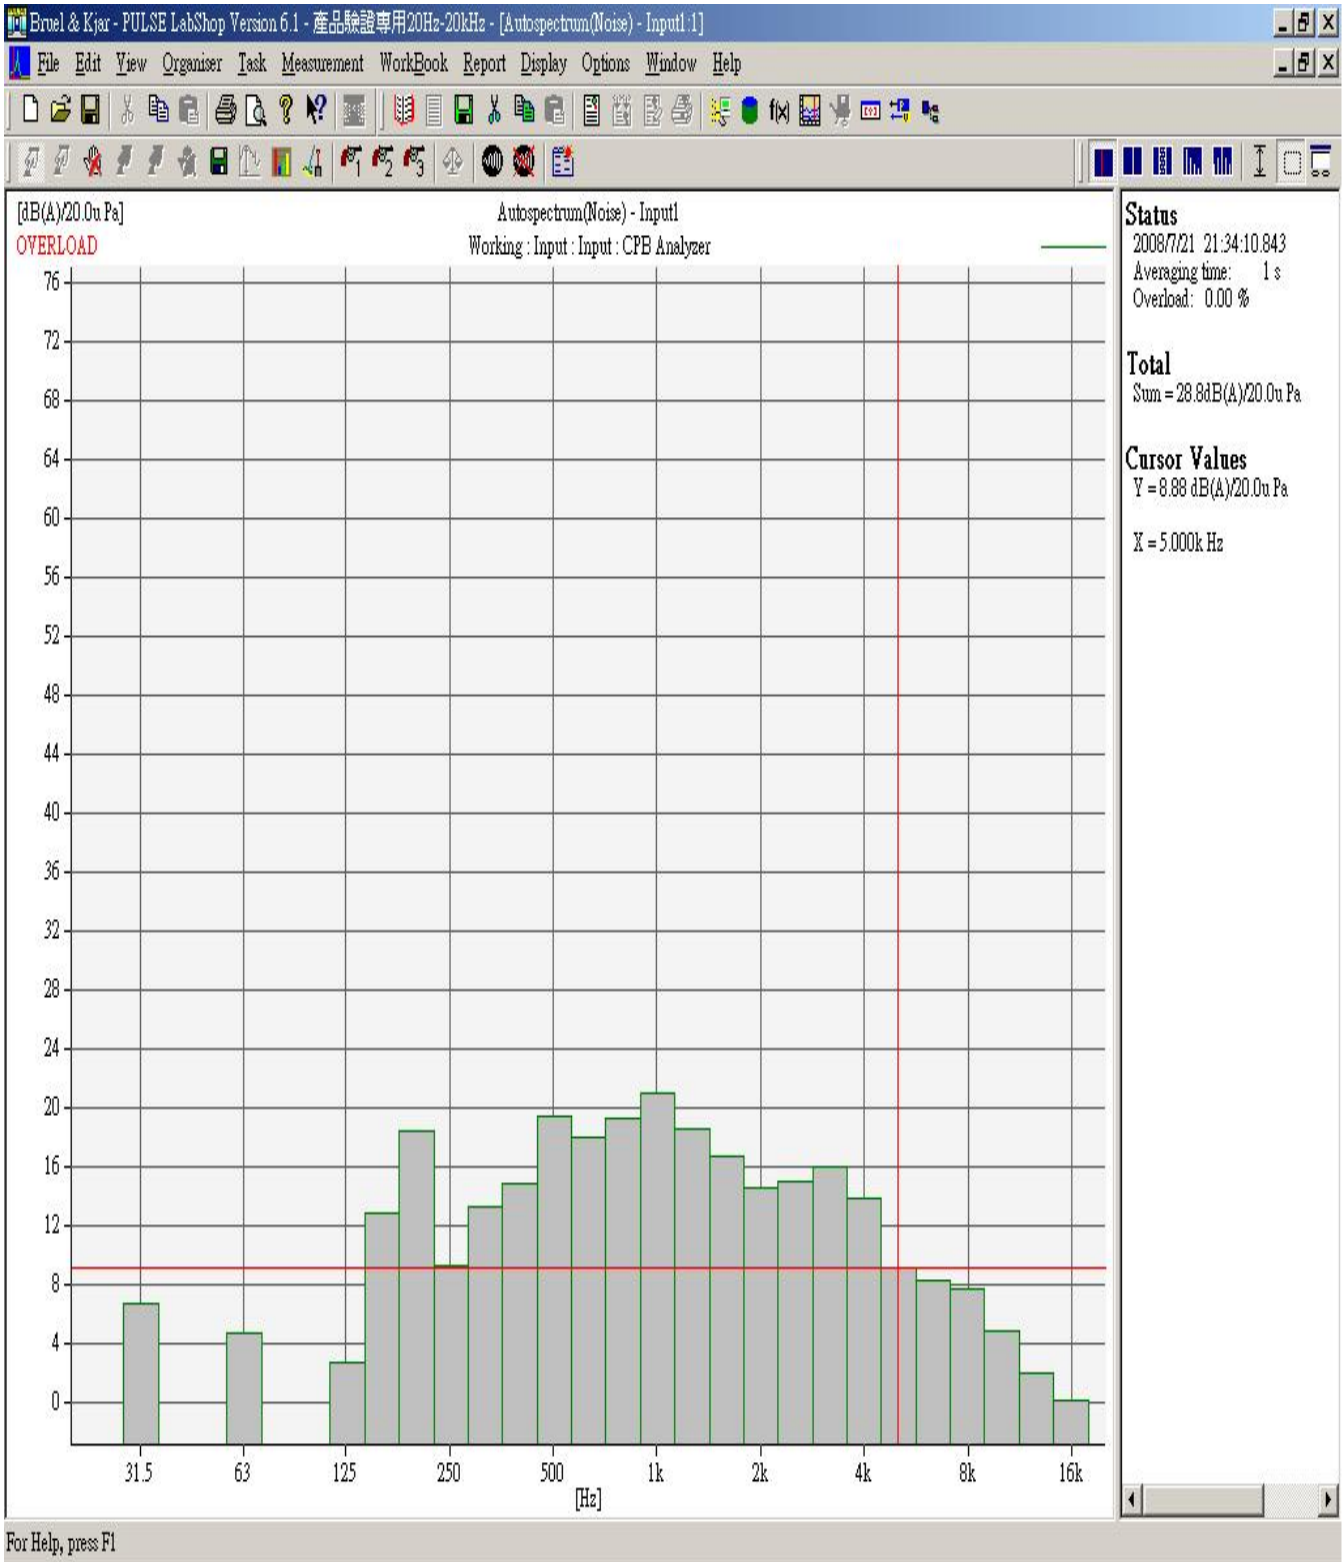 Bruel & Kjar - PULSE LabShop Version 6.1 - 產品驗證専用20Hz-20kHz - [Autospectrum(Noise) - Input1:1]
File Edit View Organiser Task Measurement WorkBook Report Display Options Window Help
f(x)
1 2 3
[dB(A)/20.0u Pa]
Autospectrum(Noise) - Input1
OVERLOAD
Working : Input : Input : CPB Analyzer
76
72
68
64
60
56
52
48
44
40
36
32
28
24
20
16
12
8
4
0
31.5 63 125 250 500 1k 2k 4k 8k 16k
[Hz]
Status
2008/7/21 21:34:10.843
Averaging time: 1 s
Overload: 0.00 %
Total
Sum = 28.8dB(A)/20.0u Pa
Cursor Values
Y = 8.88 dB(A)/20.0u Pa
X = 5.000k Hz
For Help, press F1